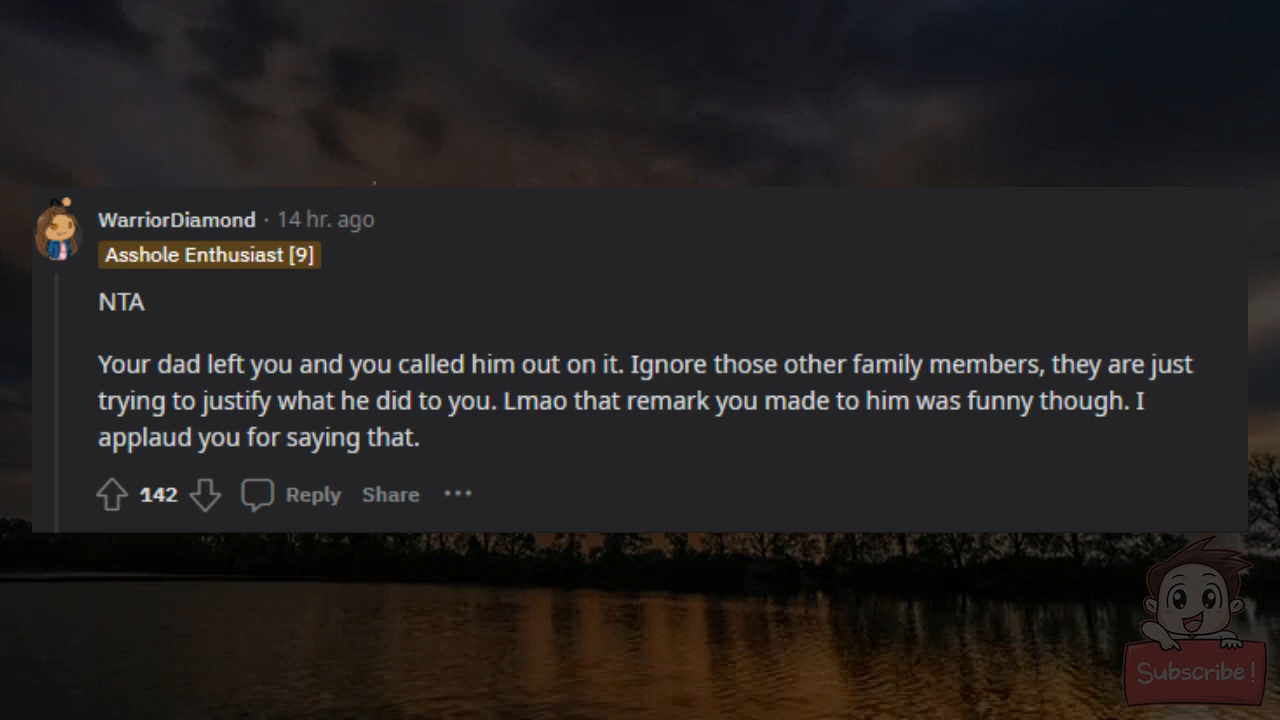 WarriorDiamond · 14 hr. ago
Asshole Enthusiast [9]
NTA
Your dad left you and you called him out on it. Ignore those other family members, they are just
trying to justify what he did to you. Lmao that remark you made to him was funny though. I
applaud you for saying that.
142 Reply Share ···
Subscribe!